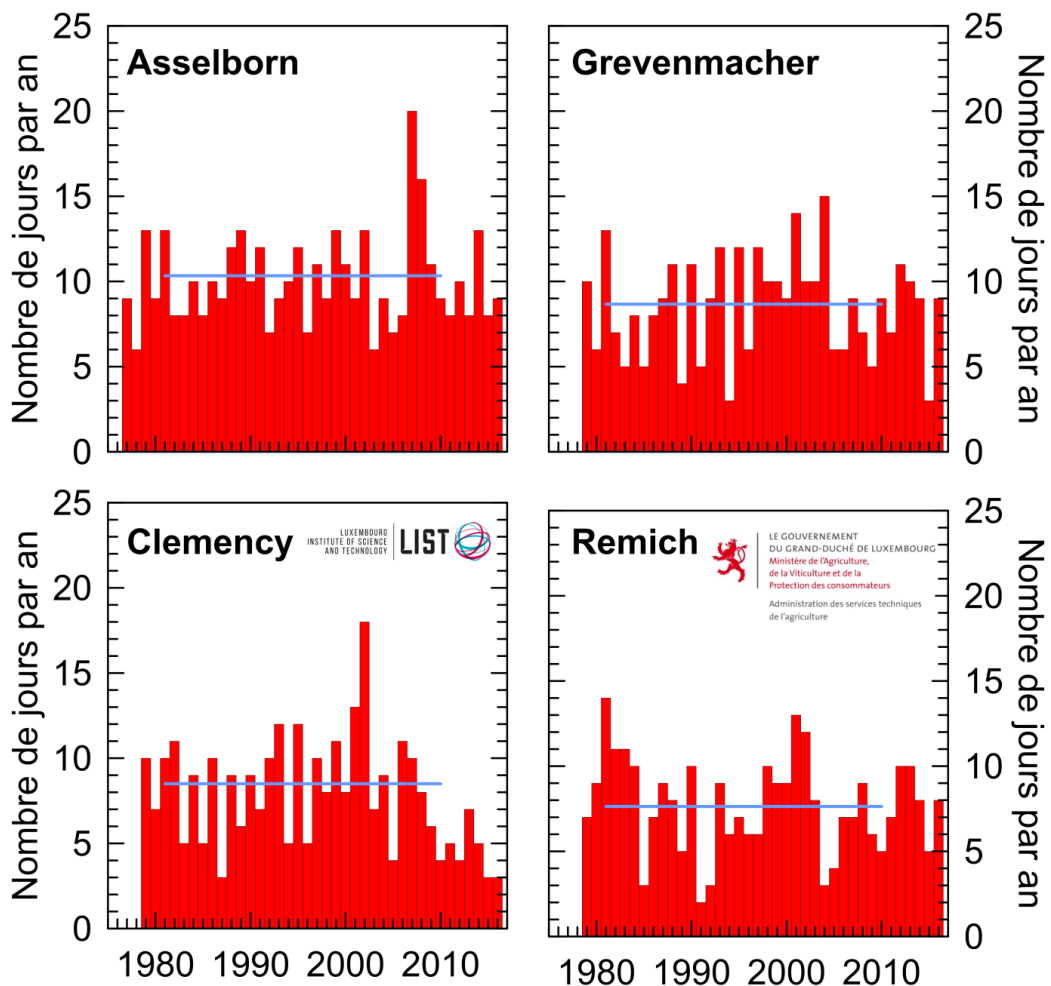 Asselborn
Nombre de jours par an
25
20
15
10
5
0
Grevenmacher
25
20
15
10
5
0
Nombre de jours par an
Clemency
LUXEMBOURG
INSTITUTE OF SCIENCE
AND TECHNOLOGY
LIST
Nombre de jours par an
25
20
15
10
5
0
1980 1990 2000 2010
Remich
LE GOUVERNEMENT
DU GRAND-DUCHÉ DE LUXEMBOURG
Ministère de l'Agriculture,
de la Viticulture et de la
Protection des consommateurs
Administration des services techniques
de l'agriculture
25
20
15
10
5
0
Nombre de jours par an
1980 1990 2000 2010